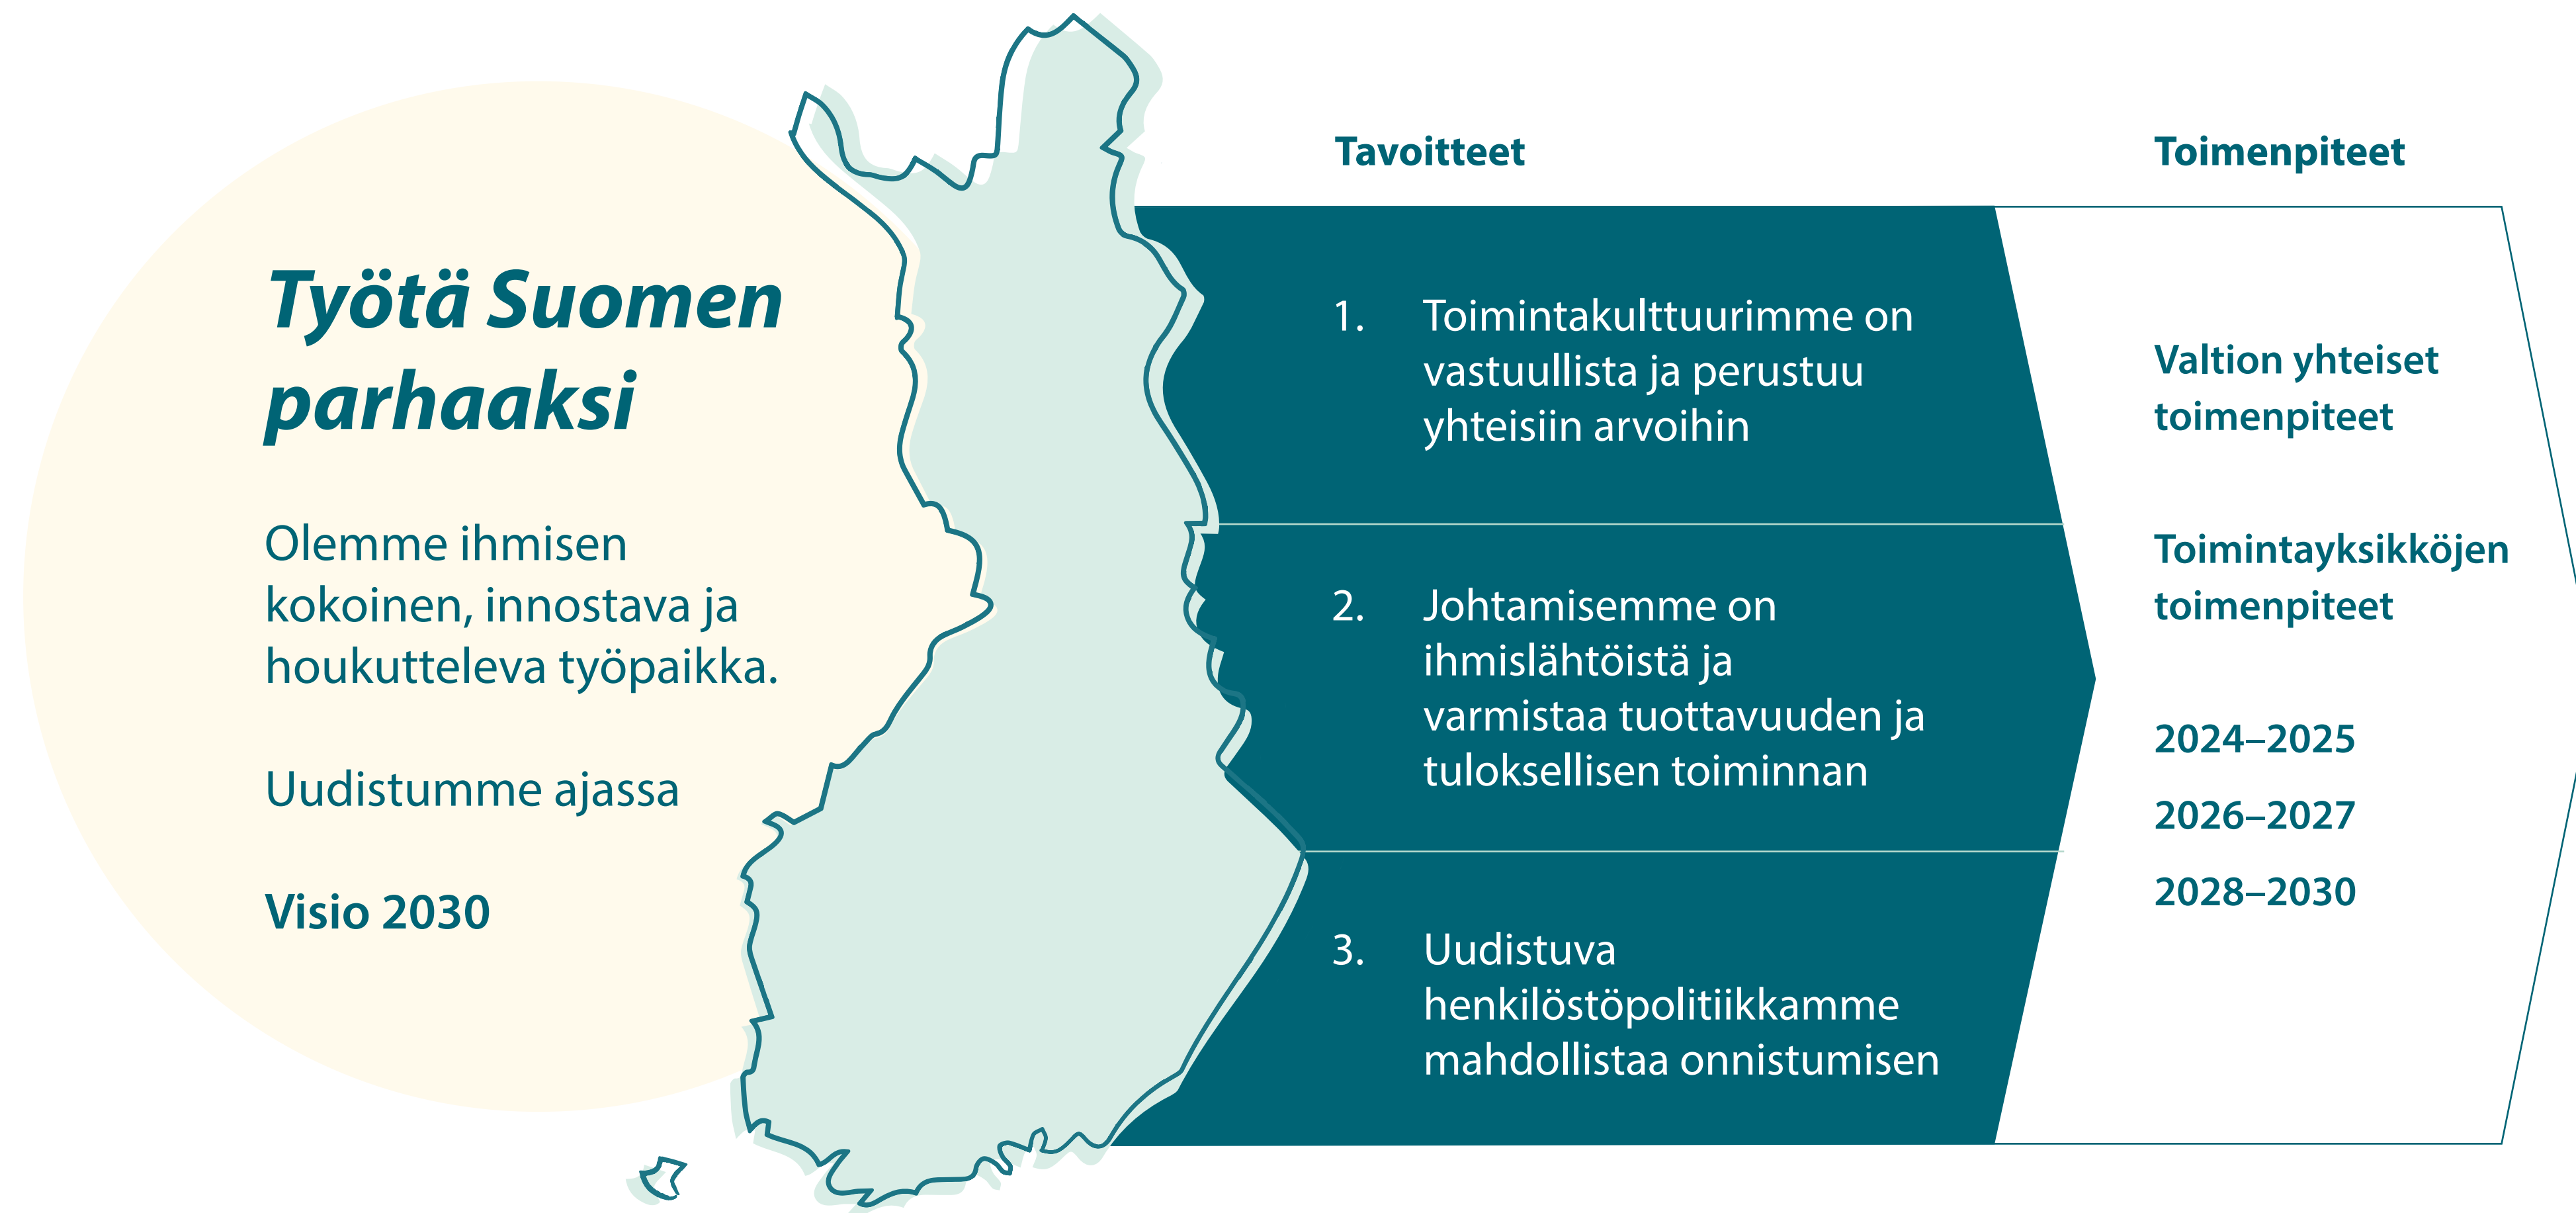 Työtä Suomen
parhaaksi
Olemme ihmisen
kokoinen, innostava ja
houkutteleva työpaikka.
Uudistumme ajassa
Visio 2030
Tavoitteet
1. Toimintakulttuurimme on
vastuullista ja perustuu
yhteisiin arvoihin
2. Johtamisemme on
ihmislähtöistä ja
varmistaa tuottavuuden ja
tuloksellisen toiminnan
3. Uudistuva
henkilöstöpolitiikkamme
mahdollistaa onnistumisen
Toimenpiteet
Valtion yhteiset
toimenpiteet
Toimintayksikköjen
toimenpiteet
2024–2025
2026–2027
2028–2030